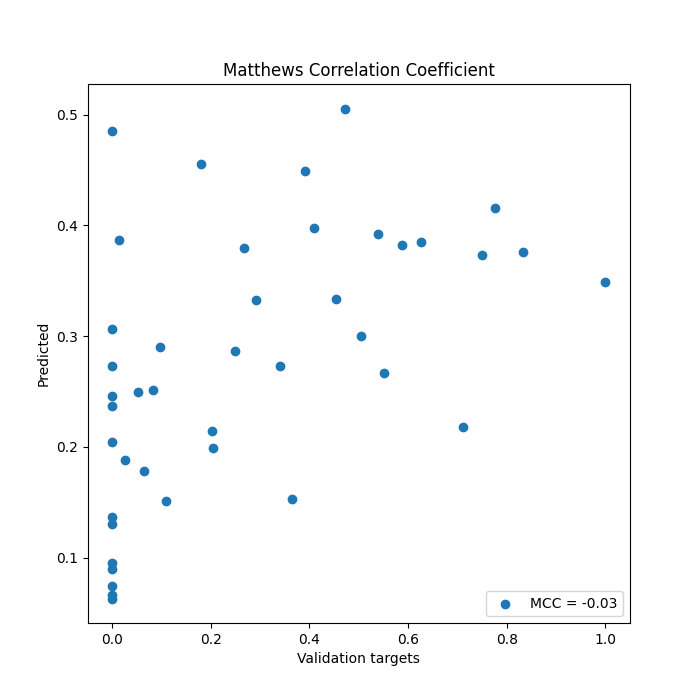 Matthews Correlation Coefficient
0.5
0.4
0.3
0.2
0.1
Predicted
MCC = -0.03
0.0 0.2 0.4 0.6 0.8 1.0
Validation targets